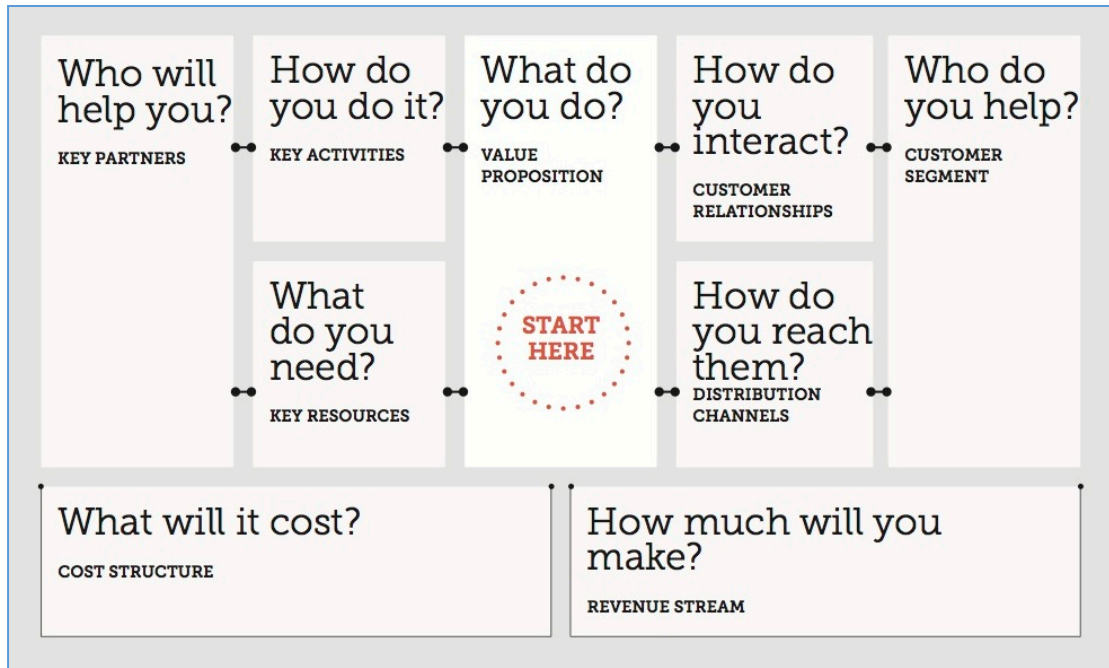 Who will
help you?
KEY PARTNERS
How do
you do it?
KEY ACTIVITIES
What
do you
need?
KEY RESOURCES
What do
you do?
VALUE
PROPOSITION
START
HERE
How do
you
interact?
CUSTOMER
RELATIONSHIPS
How do
you reach
them?
DISTRIBUTION
CHANNELS
Who do
you help?
CUSTOMER
SEGMENT
What will it cost?
COST STRUCTURE
How much will you
make?
REVENUE STREAM